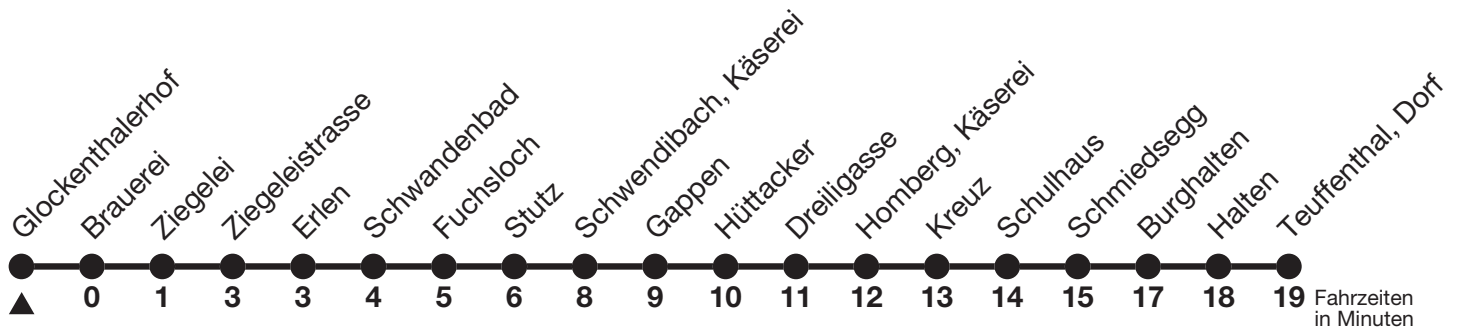 Glockenthalerhof
Brauerei
Ziegelei
Ziegeleistrasse
Erlen
Schwandenbad
Fuchsloch
Stutz
Schwendibach, Käserei
Gappen
Hüttacker
Dreiligasse
Homberg, Käserei
Kreuz
Schulhaus
Schmiedsegg
Burghalten
Halten
Teuffenthal, Dorf
0 1 3 3 4 5 6 8 9 10 11 12 13 14 15 17 18 19 Fahrzeiten
in Minuten